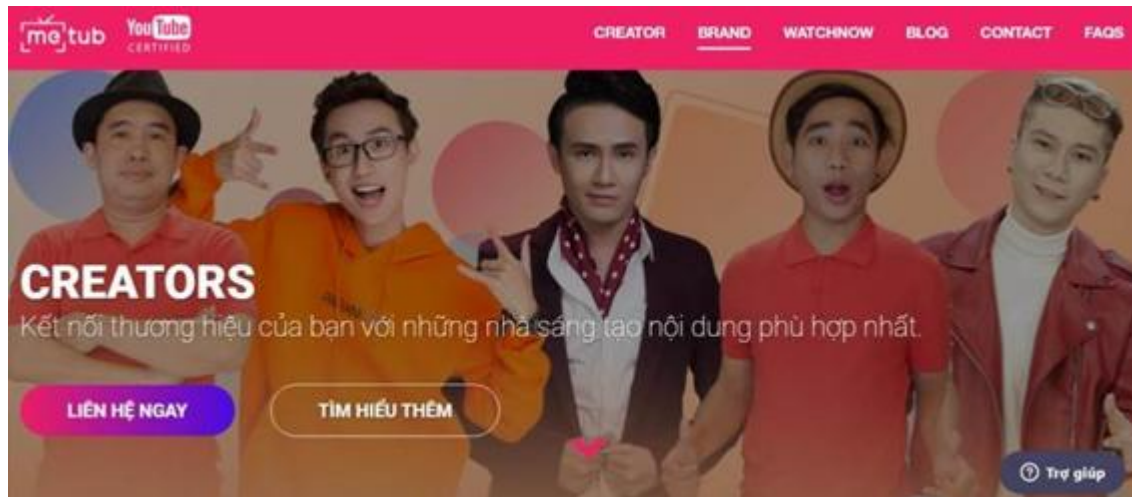 [me]tub YouTube CERTIFIED
CREATOR BRAND WATCHNOW BLOG CONTACT FAQS
CREATORS
Kết nối thương hiệu của bạn với những nhà sáng tạo nội dung phù hợp nhất.
LIÊN HỆ NGAY TÌM HIỂU THÊM
Trợ giúp